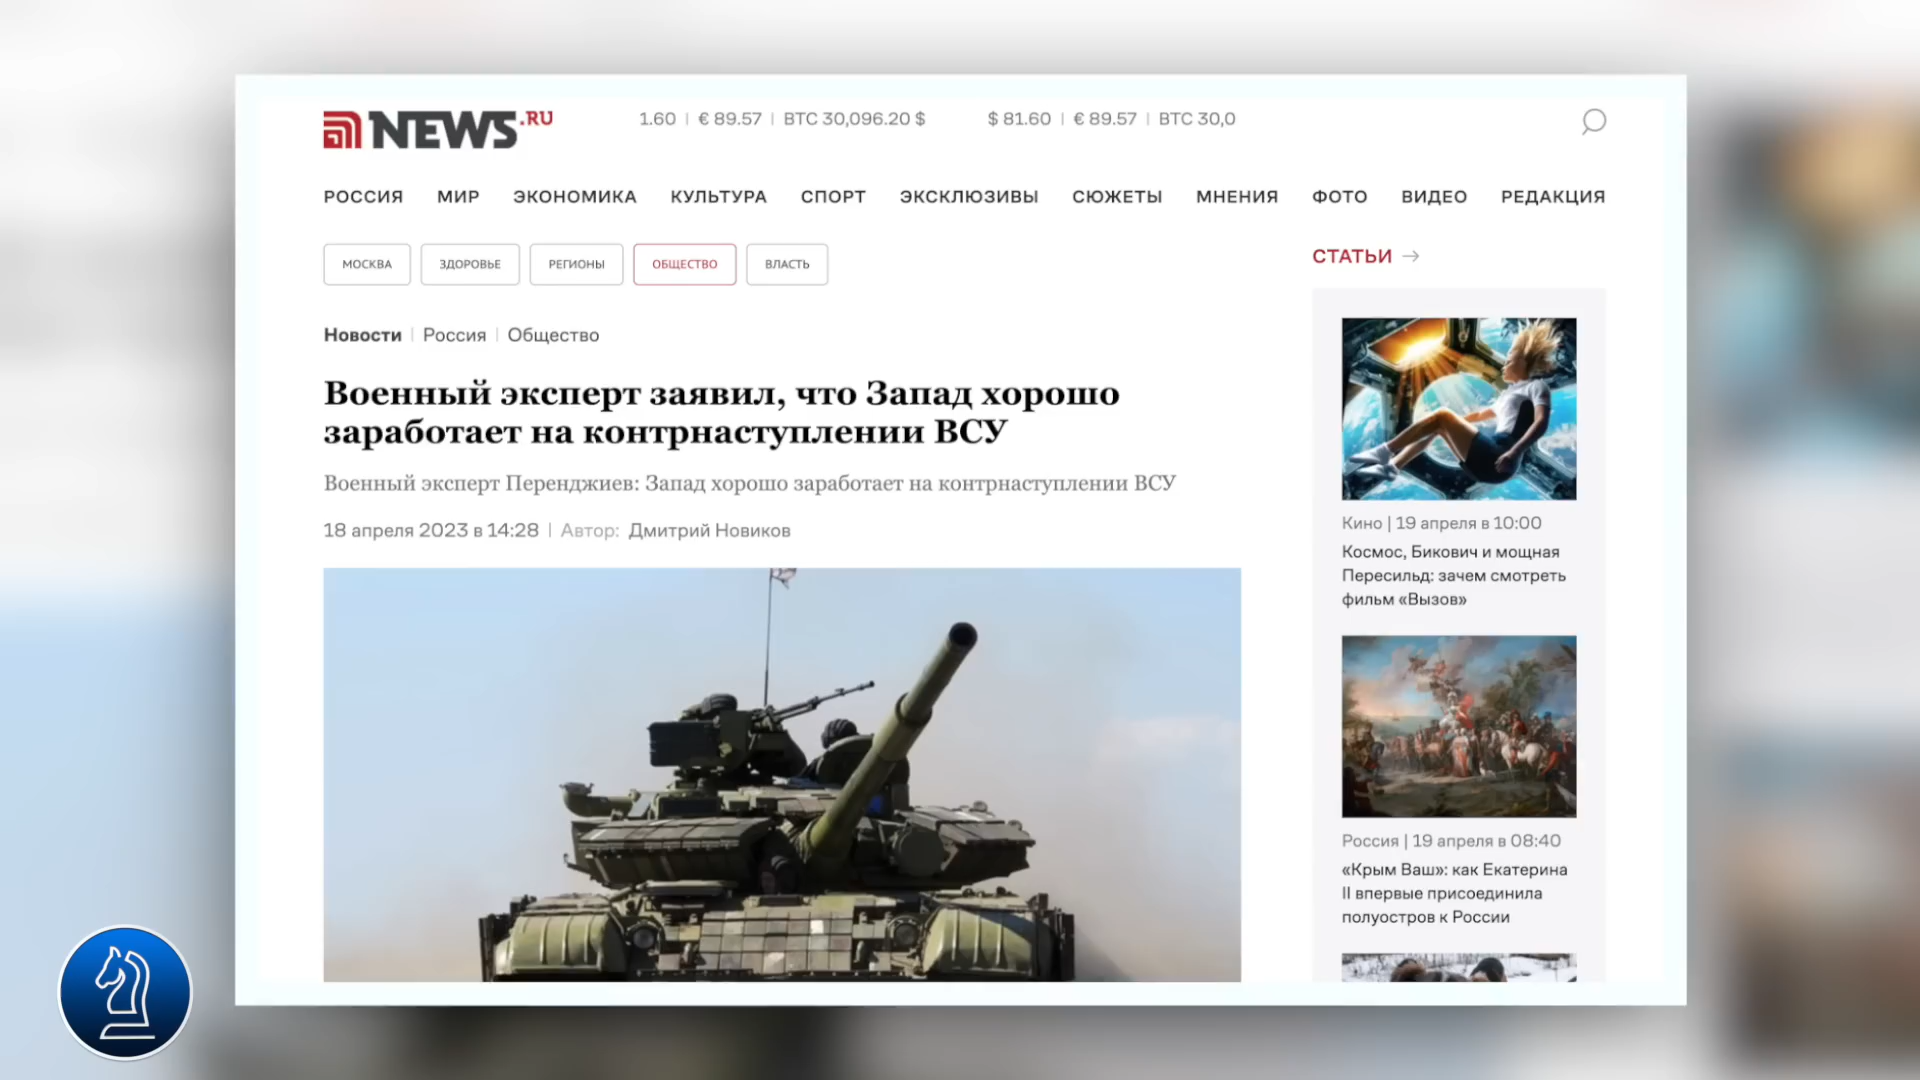 NEWS.RU
1.60 | € 89.57 | BTC 30,096.20 $ $ 81.60 | € 89.57 | BTC 30,0
РОССИЯ МИР ЭКОНОМИКА КУЛЬТУРА СПОРТ ЭКСКЛЮЗИВЫ СЮЖЕТЫ МНЕНИЯ ФОТО ВИДЕО РЕДАКЦИЯ
МОСКВА ЗДОРОВЬЕ РЕГИОНЫ ОБЩЕСТВО ВЛАСТЬ
Новости | Россия | Общество
Военный эксперт заявил, что Запад хорошо
заработает на контрнаступлении ВСУ
Военный эксперт Перенджиев: Запад хорошо заработает на контрнаступлении ВСУ
18 апреля 2023 в 14:28 | Автор: Дмитрий Новиков
СТАТЬИ →
Кино | 19 апреля в 10:00
Космос, Бикович и мощная
Пересильд: зачем смотреть
фильм «Вызов»
Россия | 19 апреля в 08:40
«Крым Ваш»: как Екатерина
II впервые присоединила
полуостров к России